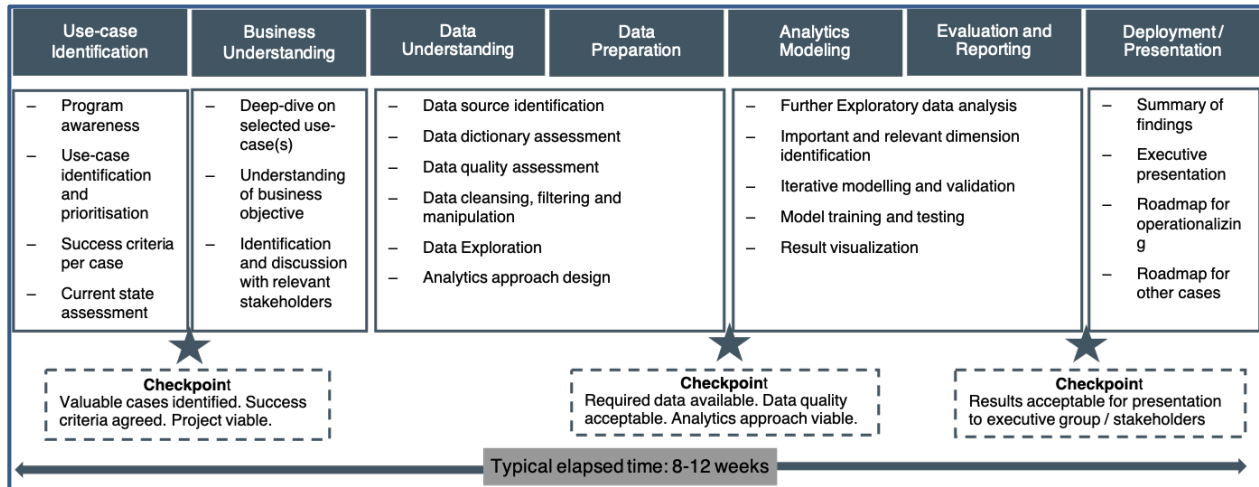 Use-case
Identification
Business
Understanding
Data
Understanding
Data
Preparation
Analytics
Modeling
Evaluation and
Reporting
Deployment/
Presentation
– Program
awareness
– Use-case
identification
and
prioritisation
– Success criteria
per case
– Current state
assessment
– Deep-dive on
selected use-
case(s)
– Understanding
of business
objective
– Identification
and discussion
with relevant
stakeholders
– Data source identification
– Data dictionary assessment
– Data quality assessment
– Data cleansing, filtering and
manipulation
– Data Exploration
– Analytics approach design
– Further Exploratory data analysis
– Important and relevant dimension
identification
– Iterative modelling and validation
– Model training and testing
– Result visualization
– Summary of
findings
– Executive
presentation
– Roadmap for
operationalizin
g
– Roadmap for
other cases
Checkpoint
Valuable cases identified. Success
criteria agreed. Project viable.
Checkpoint
Required data available. Data quality
acceptable. Analytics approach viable.
Checkpoint
Results acceptable for presentation
to executive group / stakeholders
Typical elapsed time: 8-12 weeks